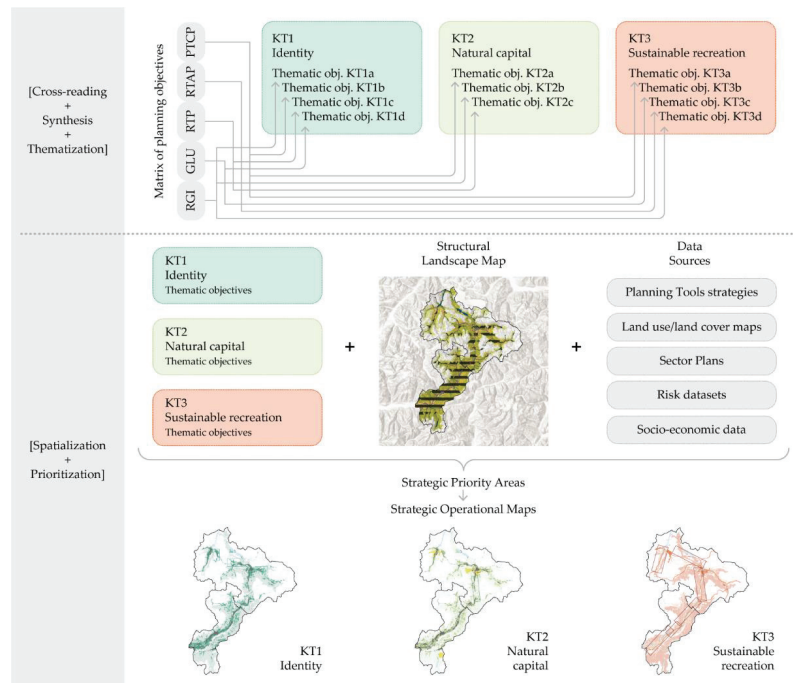 [Cross-reading
+
Synthesis
+
Thematization]
Matrix of planning objectives
PTCP
RTAP
RTP
GLU
RGI
KT1
Identity
Thematic obj. KT1a
Thematic obj. KT1b
Thematic obj. KT1c
Thematic obj. KT1d
KT2
Natural capital
Thematic obj. KT2a
Thematic obj. KT2b
Thematic obj. KT2c
KT3
Sustainable recreation
Thematic obj. KT3a
Thematic obj. KT3b
Thematic obj. KT3c
Thematic obj. KT3d
[Spatialization
+
Prioritization]
KT1
Identity
Thematic objectives
KT2
Natural capital
Thematic objectives
KT3
Sustainable recreation
Thematic objectives
+
Structural
Landscape Map
+
Data
Sources
Planning Tools strategies
Land use/land cover maps
Sector Plans
Risk datasets
Socio-economic data
Strategic Priority Areas
Strategic Operational Maps
KT1
Identity
KT2
Natural
capital
KT3
Sustainable
recreation